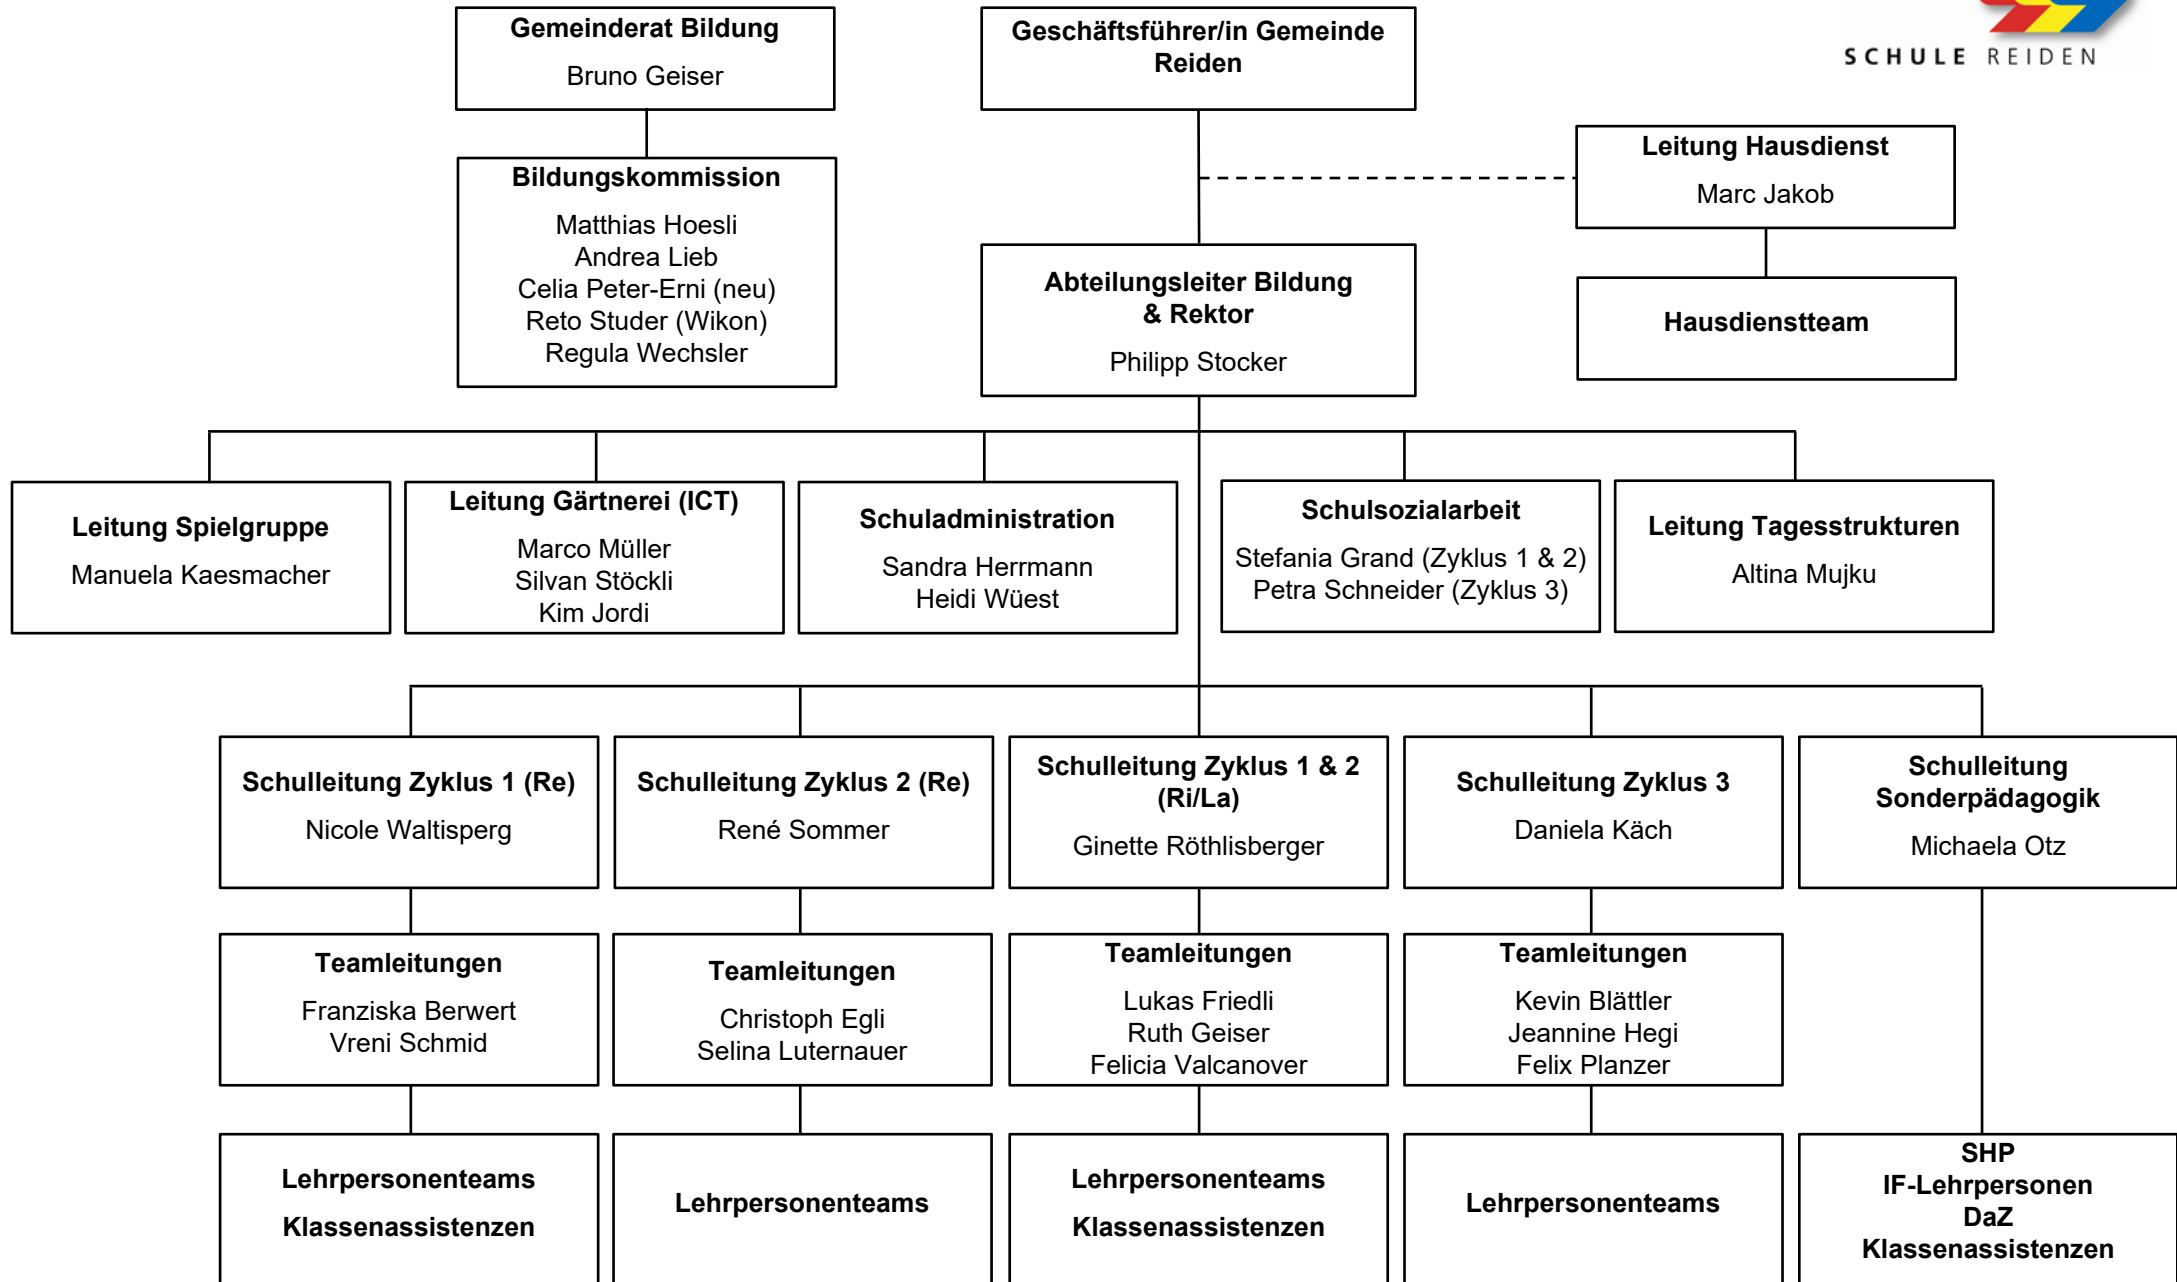 Gemeinderat Bildung
Bruno Geiser
Geschäftsführer/in Gemeinde
Reiden
SCHULE REIDEN
Bildungskommission
Matthias Hoesli
Andrea Lieb
Celia Peter-Erni (neu)
Reto Studer (Wikon)
Regula Wechsler
Leitung Hausdienst
Marc Jakob
Abteilungsleiter Bildung
& Rektor
Philipp Stocker
Hausdienstteam
Leitung Spielgruppe
Manuela Kaesmacher
Leitung Gärtnerei (ICT)
Marco Müller
Silvan Stöckli
Kim Jordi
Schuladministration
Sandra Herrmann
Heidi Wüest
Schulsozialarbeit
Stefania Grand (Zyklus 1 & 2)
Petra Schneider (Zyklus 3)
Leitung Tagesstrukturen
Altina Mujku
Schulleitung Zyklus 1 (Re)
Nicole Waltisperg
Schulleitung Zyklus 2 (Re)
René Sommer
Schulleitung Zyklus 1 & 2
(Ri/La)
Ginette Röthlisberger
Schulleitung Zyklus 3
Daniela Käch
Schulleitung
Sonderpädagogik
Michaela Otz
Teamleitungen
Franziska Berwert
Vreni Schmid
Teamleitungen
Christoph Egli
Selina Luternauer
Teamleitungen
Lukas Friedli
Ruth Geiser
Felicia Valcanover
Teamleitungen
Kevin Blättler
Jeannine Hegi
Felix Planzer
Lehrpersonenteams
Klassenassistenzen
Lehrpersonenteams
Lehrpersonenteams
Klassenassistenzen
Lehrpersonenteams
SHP
IF-Lehrpersonen
DaZ
Klassenassistenzen